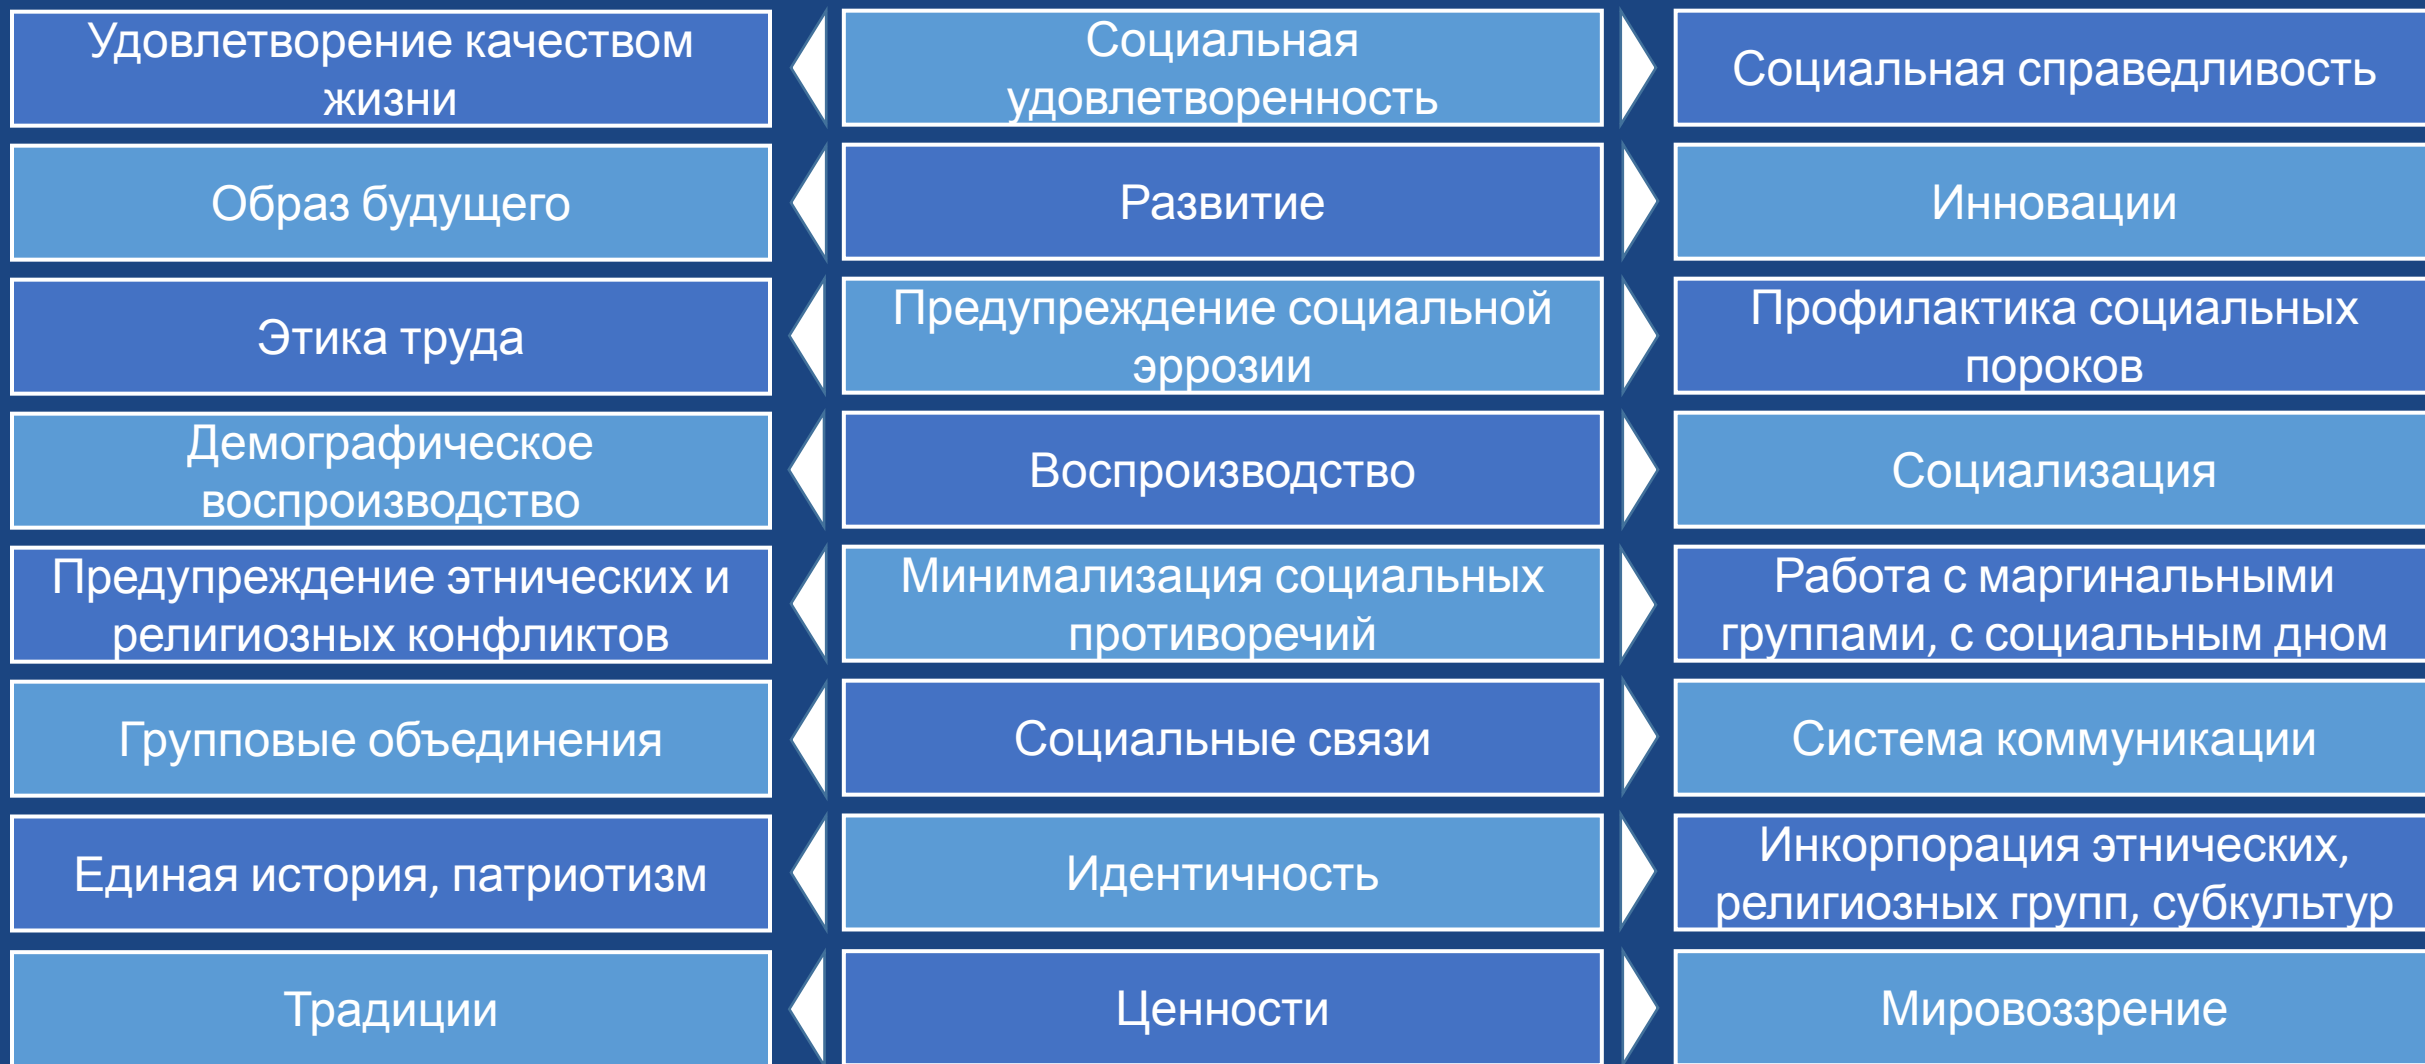 Удовлетворение качеством
жизни
Социальная
удовлетворенность
Социальная справедливость
Образ будущего
Развитие
Инновации
Этика труда
Предупреждение социальной
эррозии
Профилактика социальных
пороков
Демографическое
воспроизводство
Воспроизводство
Социализация
Предупреждение этнических и
религиозных конфликтов
Минимализация социальных
противоречий
Работа с маргинальными
группами, с социальным дном
Групповые объединения
Социальные связи
Система коммуникации
Единая история, патриотизм
Идентичность
Инкорпорация этнических,
религиозных групп, субкультур
Традиции
Ценности
Мировоззрение